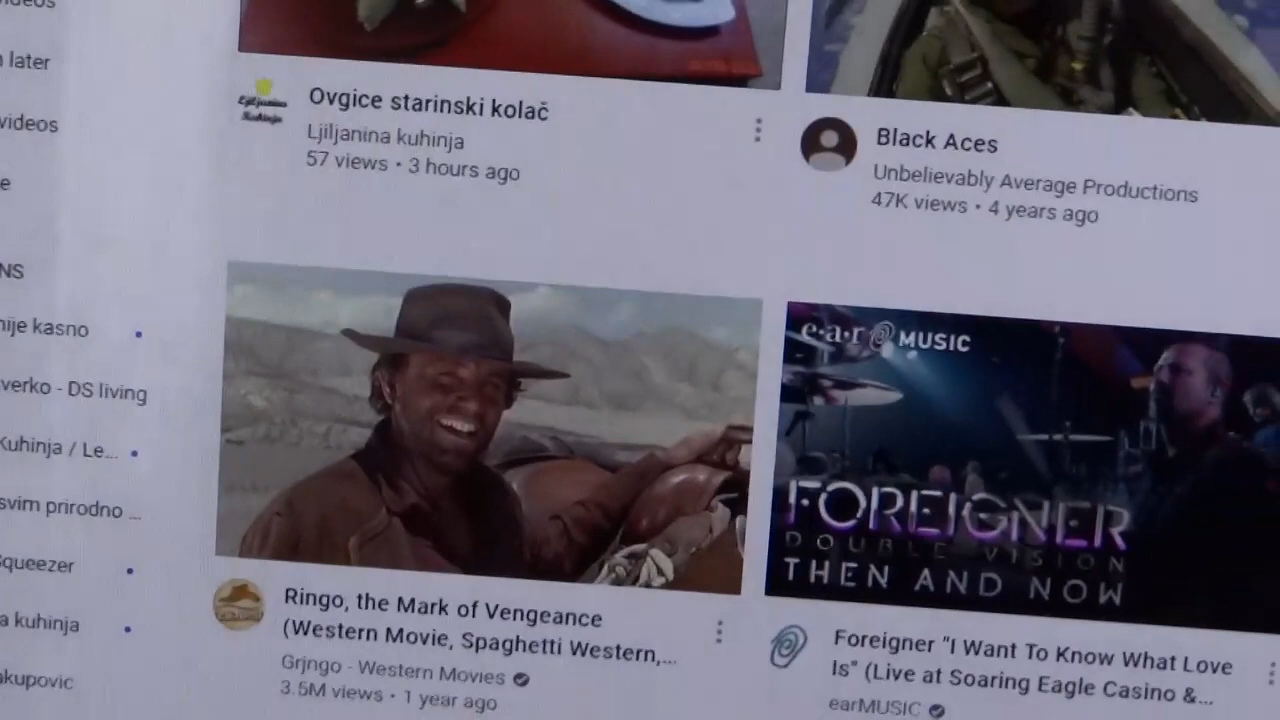 later
videos
e
NS
nije kasno
verko - DS living
Kuhinja / Le...
svim prirodno ...
Squeezer
a kuhinja
akupovic
Ljiljanina
Kuhinja
Ovgice starinski kolač
Ljiljanina kuhinja
57 views • 3 hours ago
Black Aces
Unbelievably Average Productions
47K views • 4 years ago
e·a·r MUSIC
FOREIGNER
DOUBLE VISION
THEN AND NOW
Ringo, the Mark of Vengeance
(Western Movie, Spaghetti Western,...
Grjngo - Western Movies
3.5M views • 1 year ago
Foreigner "I Want To Know What Love
Is" (Live at Soaring Eagle Casino &...
earMUSIC